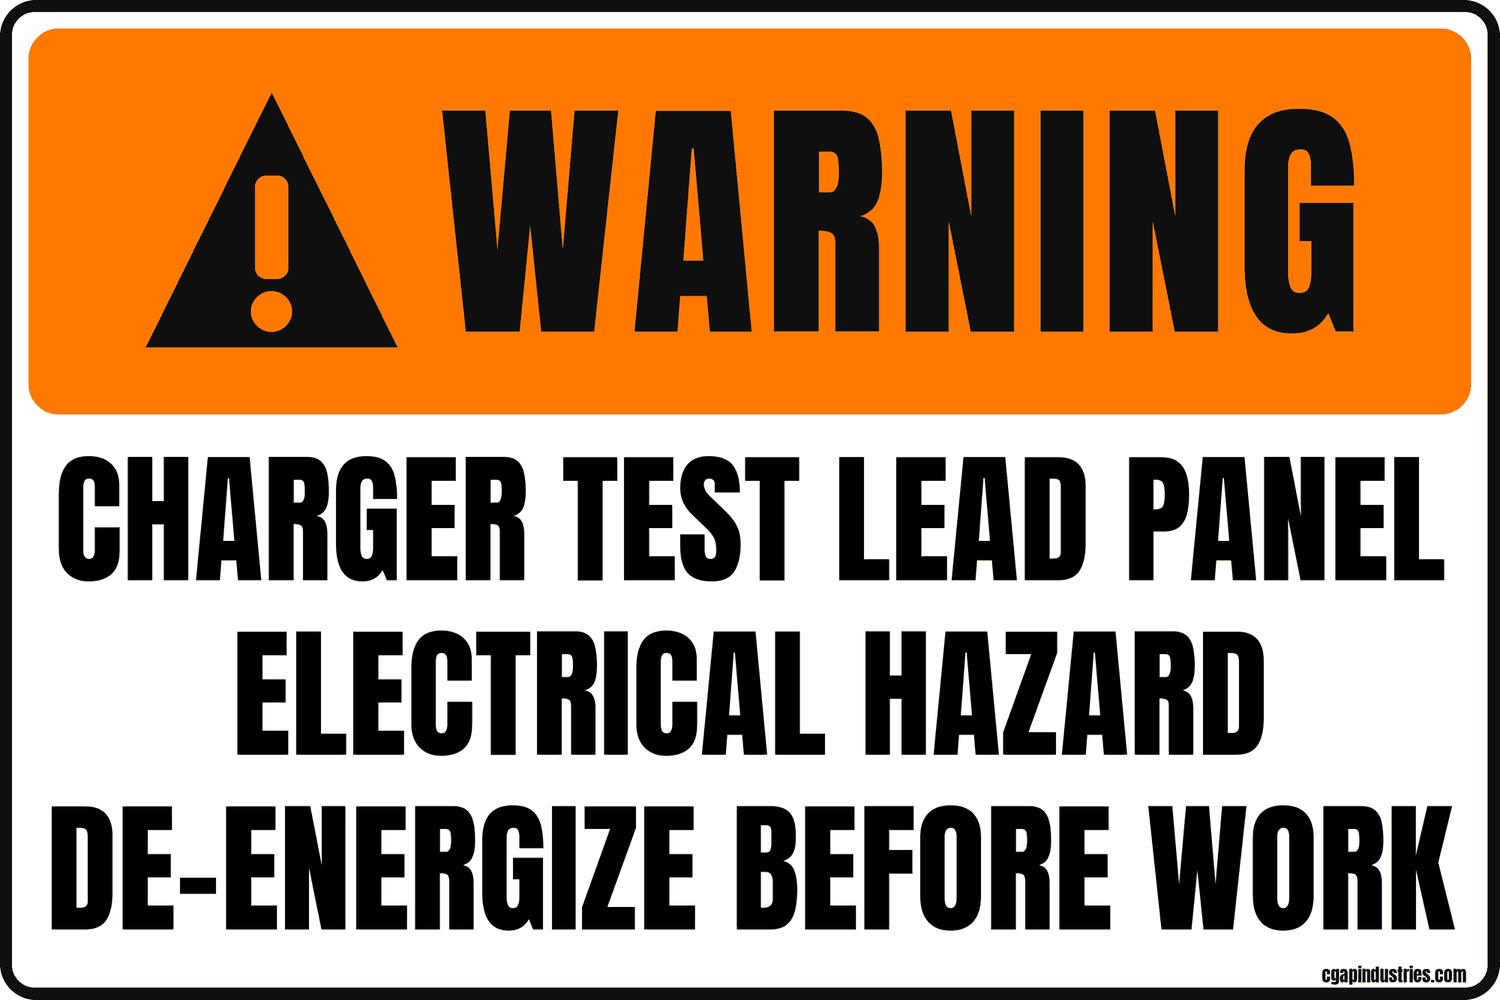 WARNING
CHARGER TEST LEAD PANEL
ELECTRICAL HAZARD
DE-ENERGIZE BEFORE WORK
cgapindustries.com